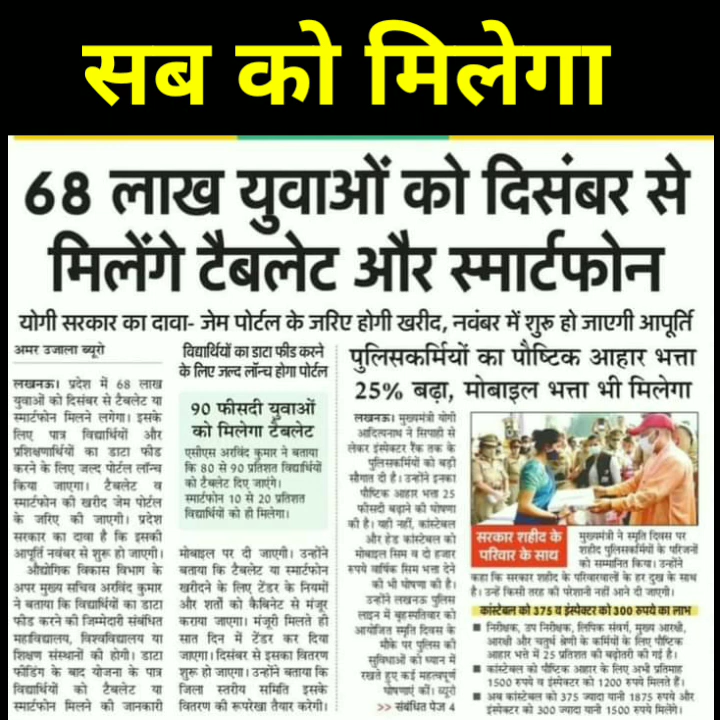 सब को मिलेगा
68 लाख युवाओं को दिसंबर से
मिलेंगे टैबलेट और स्मार्टफोन
योगी सरकार का दावा- जेम पोर्टल के जरिए होगी खरीद, नवंबर में शुरू हो जाएगी आपूर्ति
अमर उजाला ब्यूरो
लखनऊ। प्रदेश में 68 लाख
युवाओं को दिसंबर से टैबलेट या
स्मार्टफोन मिलने लगेगा। इसके
लिए पात्र विद्यार्थियों और
प्रशिक्षणार्थियों का डाटा फीड
करने के लिए जल्द पोर्टल लॉन्च
किया जाएगा। टैबलेट व
स्मार्टफोन की खरीद जेम पोर्टल
के जरिए की जाएगी। प्रदेश
सरकार का दावा है कि इसकी
आपूर्ति नवंबर से शुरू हो जाएगी।
औद्योगिक विकास विभाग के
अपर मुख्य सचिव अरविंद कुमार
ने बताया कि विद्यार्थियों का डाटा
फीड करने की जिम्मेदारी संबंधित
महाविद्यालय, विश्वविद्यालय या
शिक्षण संस्थानों की होगी। डाटा
फीडिंग के बाद योजना के पात्र
विद्यार्थियों को टैबलेट या
स्मार्टफोन मिलने की जानकारी
विद्यार्थियों का डाटा फीड करने
के लिए जल्द लॉन्च होगा पोर्टल
90 फीसदी युवाओं
को मिलेगा टैबलेट
एसीएस अरविंद कुमार ने बताया
कि 80 से 90 प्रतिशत विद्यार्थियों
को टैबलेट दिए जाएंगे।
स्मार्टफोन 10 से 20 प्रतिशत
विद्यार्थियों को ही मिलेगा।
मोबाइल पर दी जाएगी। उन्होंने
बताया कि टैबलेट या स्मार्टफोन
खरीदने के लिए टेंडर के नियमों
और शर्तों को कैबिनेट से मंजूर
कराया जाएगा। मंजूरी मिलते ही
सात दिन में टेंडर कर दिया
जाएगा। दिसंबर से इसका वितरण
शुरू हो जाएगा। उन्होंने बताया कि
जिला स्तरीय समिति इसके
वितरण की रूपरेखा तैयार करेगी।
पुलिसकर्मियों का पौष्टिक आहार भत्ता
25% बढ़ा, मोबाइल भत्ता भी मिलेगा
लखनऊ। मुख्यमंत्री योगी
आदित्यनाथ ने सिपाही से
लेकर इंस्पेक्टर रैंक तक के
पुलिसकर्मियों को बड़ी
सौगात दी है। उन्होंने इनका
पौष्टिक आहार भत्ता 25
फीसदी बढ़ाने की घोषणा
की है। यही नहीं, कांस्टेबल
और हेड कांस्टेबल को
मोबाइल सिम व दो हजार
रुपये वार्षिक सिम भत्ता देने
की भी घोषणा की है।
उन्होंने लखनऊ पुलिस
लाइन में बृहस्पतिवार को
आयोजित स्मृति दिवस के
मौके पर पुलिस की
सुविधाओं को ध्यान में
रखते हुए कई महत्वपूर्ण
घोषणाएं कीं। ब्यूरो
>> संबंधित पेज 4
सरकार शहीद के
परिवार के साथ
मुख्यमंत्री ने स्मृति दिवस पर
शहीद पुलिसकर्मियों के परिजनों
को सम्मानित किया। उन्होंने
कहा कि सरकार शहीद के परिवारवालों के हर दुख के साथ
है। उन्हें किसी तरह की परेशानी नहीं आने दी जाएगी।
कांस्टेबल को 375 व इंस्पेक्टर को 300 रुपये का लाभ
■ निरीक्षक, उप निरीक्षक, लिपिक संवर्ग, मुख्य आरक्षी,
आरक्षी और चतुर्थ श्रेणी के कर्मियों के लिए पौष्टिक
आहार भत्ते में 25 प्रतिशत की बढ़ोतरी की गई है।
■ कांस्टेबल को पौष्टिक आहार के लिए अभी प्रतिमाह
1500 रुपये व इंस्पेक्टर को 1200 रुपये मिलते हैं।
■ अब कांस्टेबल को 375 ज्यादा यानी 1875 रुपये और
इंस्पेक्टर को 300 ज्यादा यानी 1500 रुपये मिलेंगे।